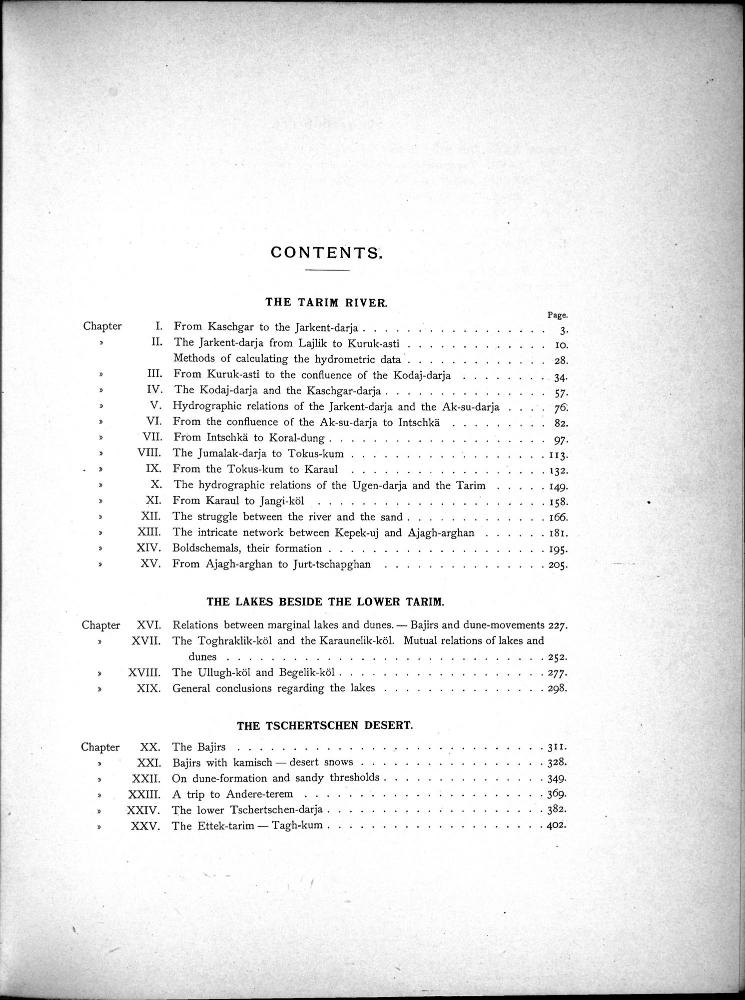 CONTENTS.
THE TARIM RIVER.
Page.
Chapter I. From Kaschgar to the Jarkent-darja . . . . . . . . . . . . . . . . . 3.
» II. The Jarkent-darja from Lajlik to Kuruk-asti . . . . . . . . . . . . . 10.
Methods of calculating the hydrometric data . . . . . . . . . . . . . 28.
» III. From Kuruk-asti to the confluence of the Kodaj-darja . . . . . . . . 34.
» IV. The Kodaj-darja and the Kaschgar-darja . . . . . . . . . . . . . . . 57.
» V. Hydrographic relations of the Jarkent-darja and the Ak-su-darja . . . . 76.
» VI. From the confluence of the Ak-su-darja to Intschkä . . . . . . . . . 82.
» VII. From Intschkä to Koral-dung . . . . . . . . . . . . . . . . . . . . 97.
» VIII. The Jumalak-darja to Tokus-kum . . . . . . . . . . . . . . . . . . 113.
» IX. From the Tokus-kum to Karaul . . . . . . . . . . . . . . . . . . 132.
» X. The hydrographic relations of the Ugen-darja and the Tarim . . . . . 149.
» XI. From Karaul to Jangi-köl . . . . . . . . . . . . . . . . . . . . . 158.
» XII. The struggle between the river and the sand . . . . . . . . . . . . . 166.
» XIII. The intricate network between Kepek-uj and Ajagh-arghan . . . . . . 181.
» XIV. Boldschemals, their formation . . . . . . . . . . . . . . . . . . . . 195.
» XV. From Ajagh-arghan to Jurt-tschapghan . . . . . . . . . . . . . . . 205.
THE LAKES BESIDE THE LOWER TARIM.
Chapter XVI. Relations between marginal lakes and dunes. — Bajirs and dune-movements 227.
» XVII. The Toghraklik-köl and the Karaunelik-köl. Mutual relations of lakes and
dunes . . . . . . . . . . . . . . . . . . . . . . . . . . . . 252.
» XVIII. The Ullugh-köl and Begelik-köl . . . . . . . . . . . . . . . . . . . 277.
» XIX. General conclusions regarding the lakes . . . . . . . . . . . . . . . 298.
THE TSCHERTSCHEN DESERT.
Chapter XX. The Bajirs . . . . . . . . . . . . . . . . . . . . . . . . . . . 311.
» XXI. Bajirs with kamisch — desert snows . . . . . . . . . . . . . . . . . 328.
» XXII. On dune-formation and sandy thresholds . . . . . . . . . . . . . . . 349.
» XXIII. A trip to Andere-terem . . . . . . . . . . . . . . . . . . . . . . 369.
» XXIV. The lower Tschertschen-darja . . . . . . . . . . . . . . . . . . . . 382.
» XXV. The Ettek-tarim — Tagh-kum . . . . . . . . . . . . . . . . . . . . 402.